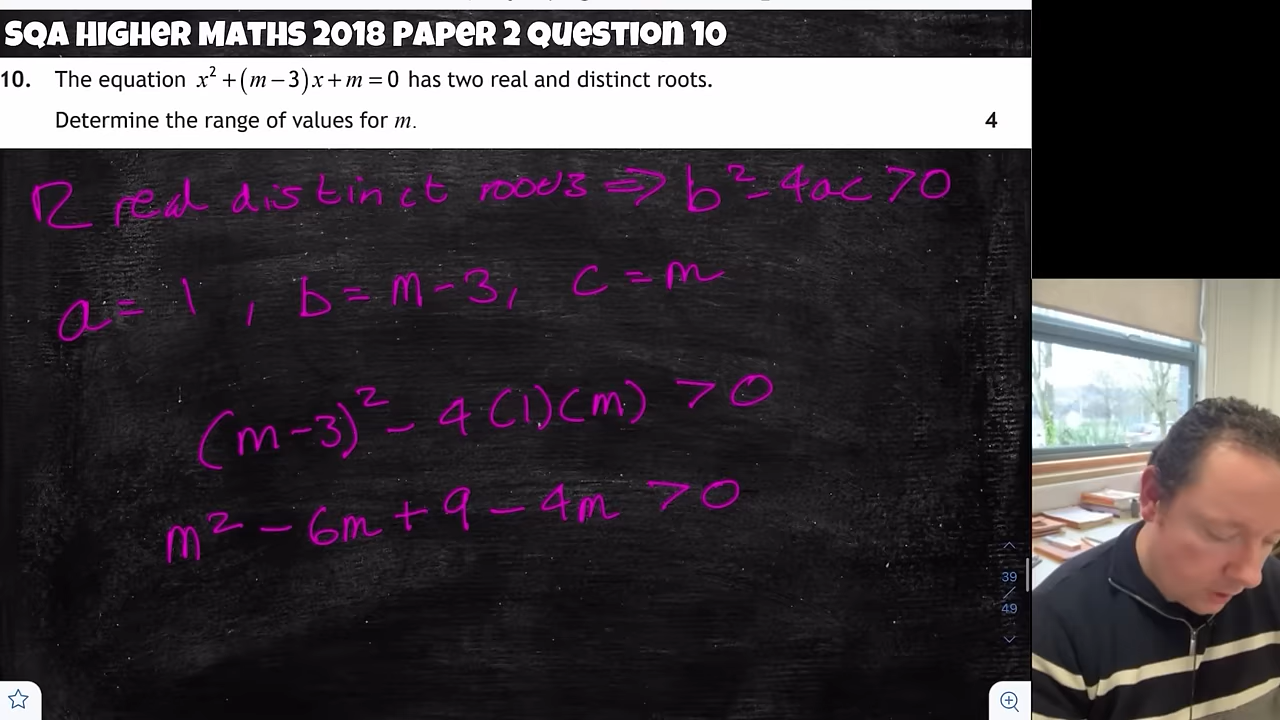 SQA Higher Maths 2018 Paper 2 Question 10
10. The equation x² + (m − 3)x + m = 0 has two real and distinct roots.
Determine the range of values for m. 4
2 real distinct roots ⇒ b² - 4ac > 0
a = 1, b = m - 3, c = m
(m - 3)² - 4(1)(m) > 0
m² - 6m + 9 - 4m > 0
39
/
49